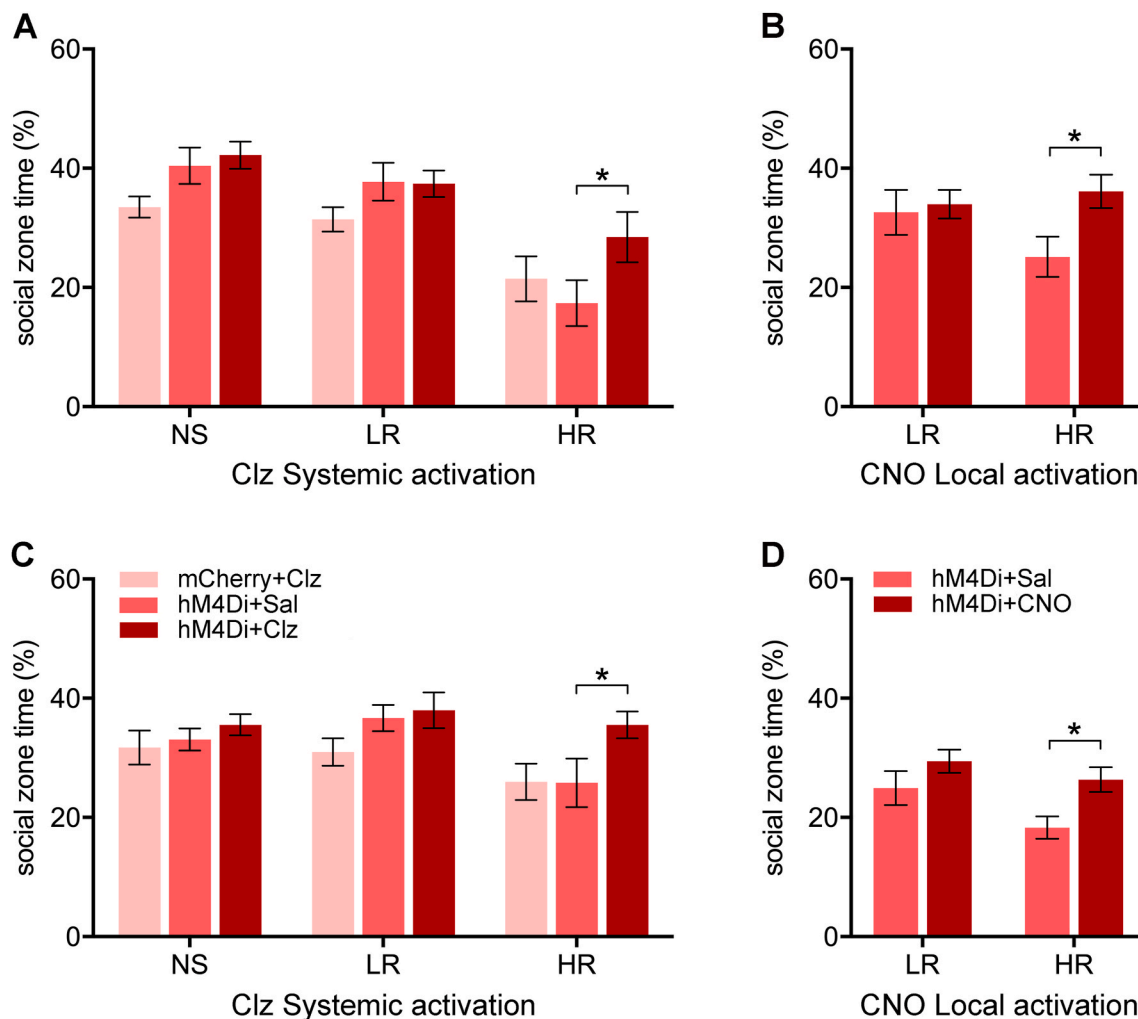 A
60
40
20
0
social zone time (%)
*
NS LR HR
Clz Systemic activation
B
60
40
20
0
social zone time (%)
*
LR HR
CNO Local activation
C
60
40
20
0
social zone time (%)
mCherry+Clz
hM4Di+Sal
hM4Di+Clz
*
NS LR HR
Clz Systemic activation
D
60
40
20
0
social zone time (%)
hM4Di+Sal
hM4Di+CNO
*
LR HR
CNO Local activation